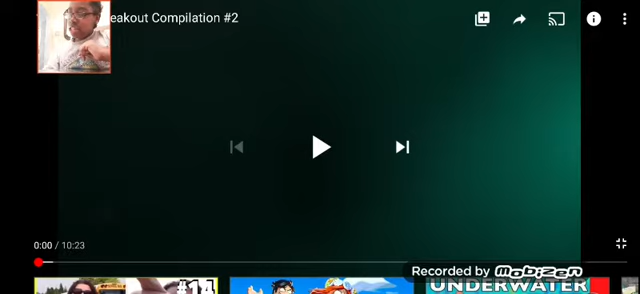 eakout Compilation #2
0:00 / 10:23
Recorded by Mobizen
#14
UNDERWATER